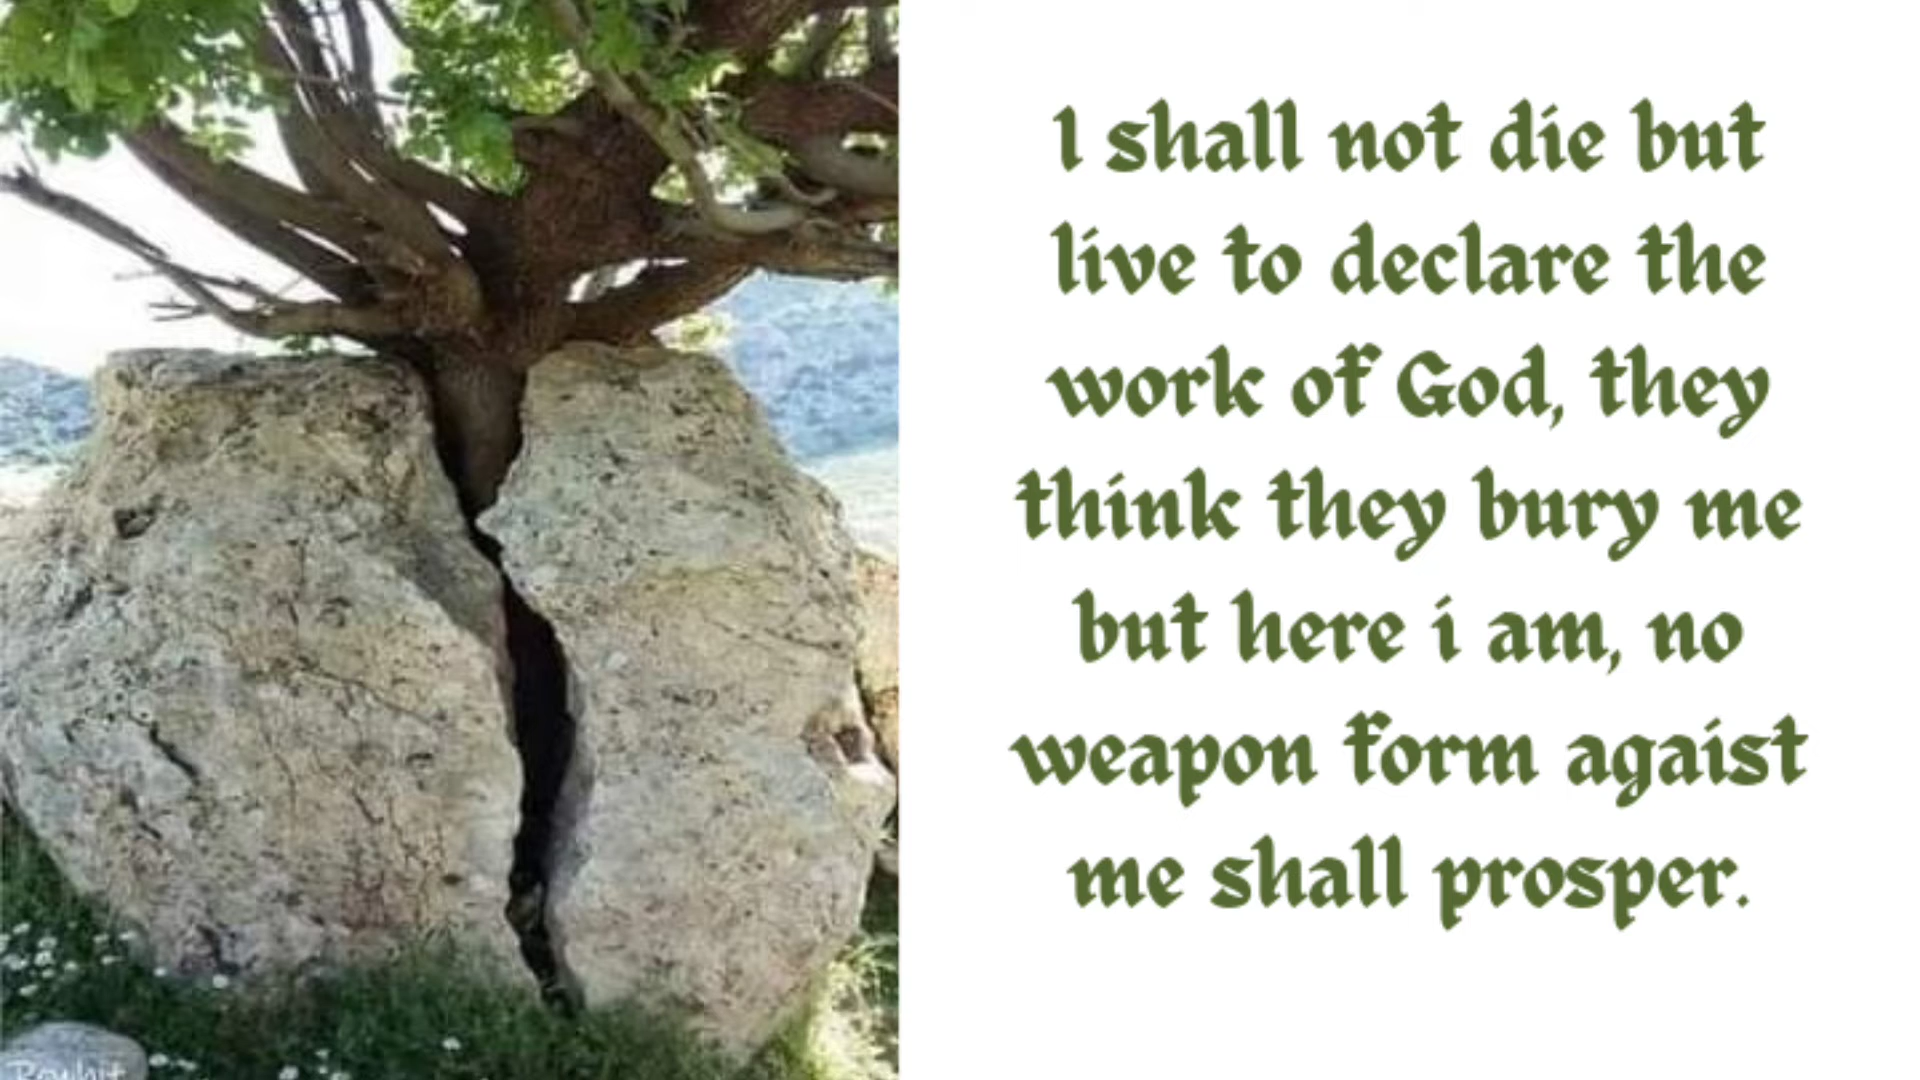 I shall not die but
live to declare the
work of God, they
think they bury me
but here i am, no
weapon form agaist
me shall prosper.